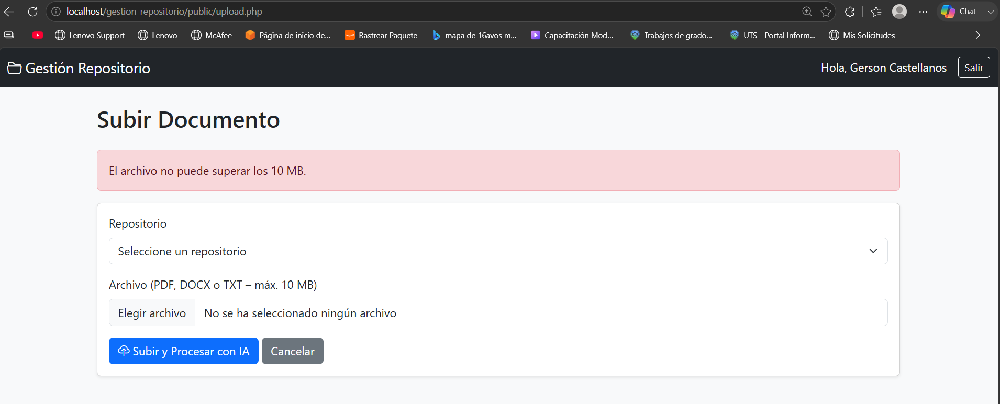 localhost/gestion_repositorio/public/upload.php
Chat
Lenovo Support
Lenovo
McAfee
Página de inicio de...
Rastrear Paquete
mapa de 16avos m...
Capacitación Mod...
Trabajos de grado...
UTS - Portal Inform...
Mis Solicitudes
Gestión Repositorio
Hola, Gerson Castellanos
Salir
Subir Documento
El archivo no puede superar los 10 MB.
Repositorio
Seleccione un repositorio
Archivo (PDF, DOCX o TXT – máx. 10 MB)
Elegir archivo
No se ha seleccionado ningún archivo
Subir y Procesar con IA
Cancelar